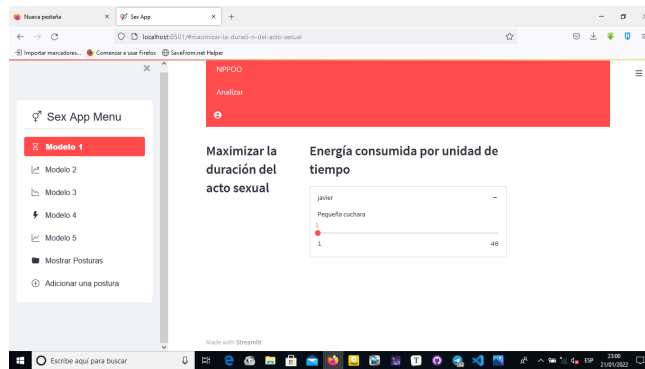 Nueva pestaña
Sex App
localhost:8501/#maximizar-la-duraci-n-del-acto-sexual
Importar marcadores... Comenzar a usar Firefox SaveFrom.net Helper
NPPOO
Analizar
Sex App Menu
Modelo 1
Modelo 2
Modelo 3
Modelo 4
Modelo 5
Mostrar Posturas
Adicionar una postura
Maximizar la
duración del
acto sexual
Energía consumida por unidad de
tiempo
javier
Pequeña cuchara
1
1 40
Made with Streamlit
Escribe aquí para buscar
ESP
23:00
21/01/2022